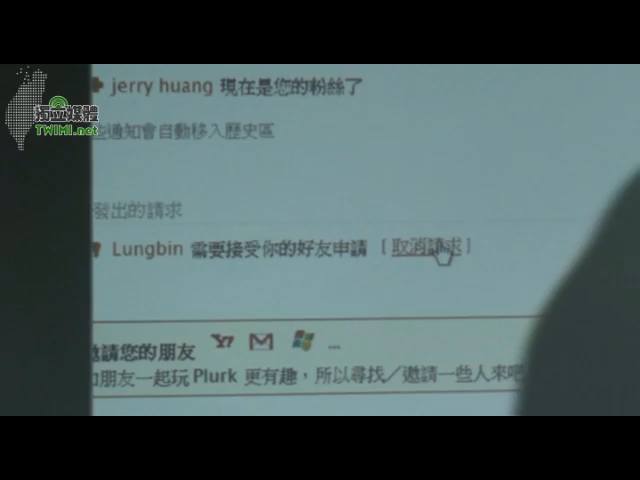 獨立媒體
TWIMI.net
jerry huang 現在是您的粉絲了
些通知會自動移入歷史區
發出的請求
Lungbin 需要接受你的好友申請 [取消請求]
邀請您的朋友 Y! M ...
朋友一起玩 Plurk 更有趣，所以尋找／邀請一些人來吧